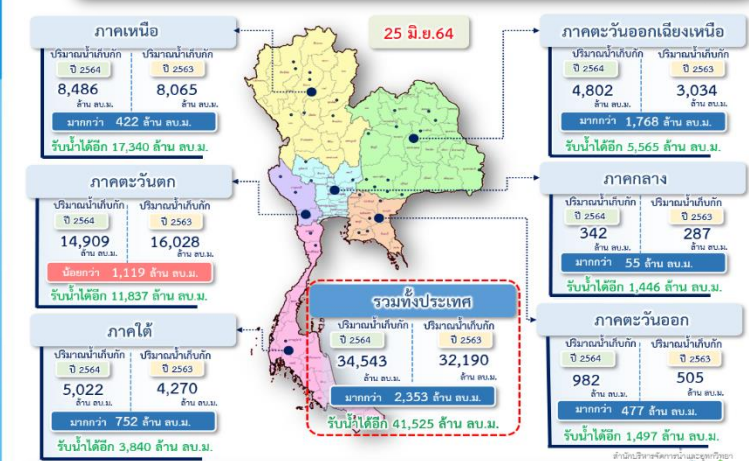 25 มิ.ย.64
ภาคเหนือ
ปริมาณน้ำเก็บกัก ปริมาณน้ำเก็บกัก
ปี 2564 ปี 2563
8,486 8,065
ล้าน ลบ.ม. ล้าน ลบ.ม.
มากกว่า 422 ล้าน ลบ.ม.
รับน้ำได้อีก 17,340 ล้าน ลบ.ม.
ภาคตะวันออกเฉียงเหนือ
ปริมาณน้ำเก็บกัก ปริมาณน้ำเก็บกัก
ปี 2564 ปี 2563
4,802 3,034
ล้าน ลบ.ม. ล้าน ลบ.ม.
มากกว่า 1,768 ล้าน ลบ.ม.
รับน้ำได้อีก 5,565 ล้าน ลบ.ม.
ภาคตะวันตก
ปริมาณน้ำเก็บกัก ปริมาณน้ำเก็บกัก
ปี 2564 ปี 2563
14,909 16,028
ล้าน ลบ.ม. ล้าน ลบ.ม.
น้อยกว่า 1,119 ล้าน ลบ.ม.
รับน้ำได้อีก 11,837 ล้าน ลบ.ม.
ภาคกลาง
ปริมาณน้ำเก็บกัก ปริมาณน้ำเก็บกัก
ปี 2564 ปี 2563
342 287
ล้าน ลบ.ม. ล้าน ลบ.ม.
มากกว่า 55 ล้าน ลบ.ม.
รับน้ำได้อีก 1,446 ล้าน ลบ.ม.
ภาคใต้
ปริมาณน้ำเก็บกัก ปริมาณน้ำเก็บกัก
ปี 2564 ปี 2563
5,022 4,270
ล้าน ลบ.ม. ล้าน ลบ.ม.
มากกว่า 752 ล้าน ลบ.ม.
รับน้ำได้อีก 3,840 ล้าน ลบ.ม.
รวมทั้งประเทศ
ปริมาณน้ำเก็บกัก ปริมาณน้ำเก็บกัก
ปี 2564 ปี 2563
34,543 32,190
ล้าน ลบ.ม. ล้าน ลบ.ม.
มากกว่า 2,353 ล้าน ลบ.ม.
รับน้ำได้อีก 41,525 ล้าน ลบ.ม.
ภาคตะวันออก
ปริมาณน้ำเก็บกัก ปริมาณน้ำเก็บกัก
ปี 2564 ปี 2563
982 505
ล้าน ลบ.ม. ล้าน ลบ.ม.
มากกว่า 477 ล้าน ลบ.ม.
รับน้ำได้อีก 1,497 ล้าน ลบ.ม.
สำนักบริหารจัดการน้ำและอุทกวิทยา